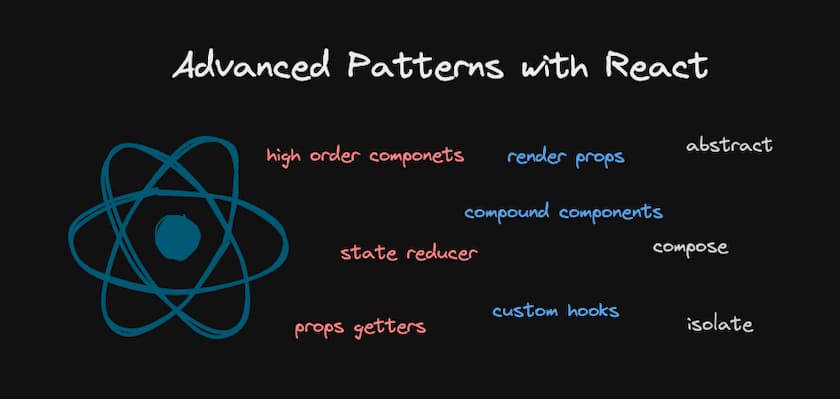 Advanced Patterns with React
high order componets
render props
abstract
compound components
state reducer
compose
props getters
custom hooks
isolate